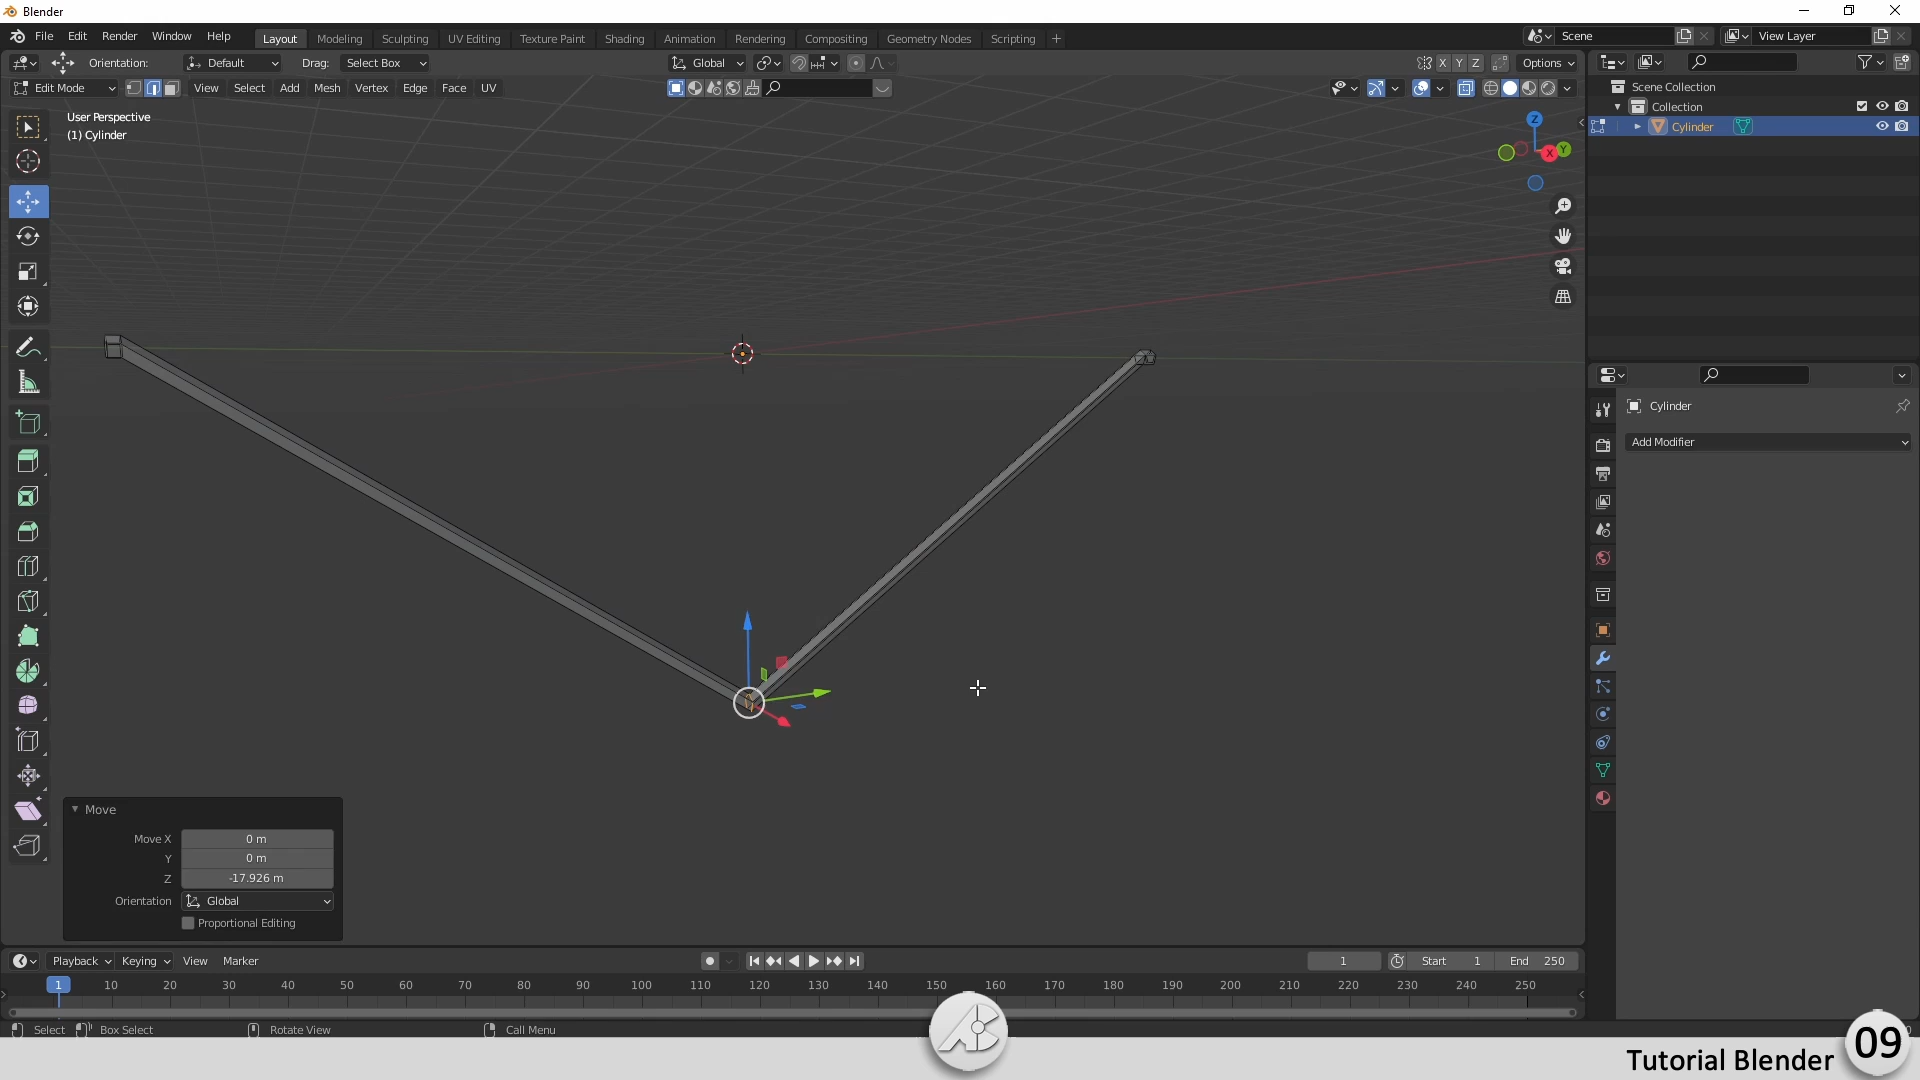 Blender
File Edit Render Window Help
Layout Modeling Sculpting UV Editing Texture Paint Shading Animation Rendering Compositing Geometry Nodes Scripting +
Scene
View Layer
Orientation: Default Drag: Select Box
Global
X Y Z Options
Edit Mode View Select Add Mesh Vertex Edge Face UV
User Perspective
(1) Cylinder
Z
X
Y
Scene Collection
Collection
Cylinder
Cylinder
Add Modifier
Move
Move X 0 m
Y 0 m
Z -17.926 m
Orientation Global
Proportional Editing
Playback Keying View Marker
1 Start 1 End 250
1 10 20 30 40 50 60 70 80 90 100 110 120 130 140 150 160 170 180 190 200 210 220 230 240 250
Select Box Select Rotate View Call Menu
Tutorial Blender 09